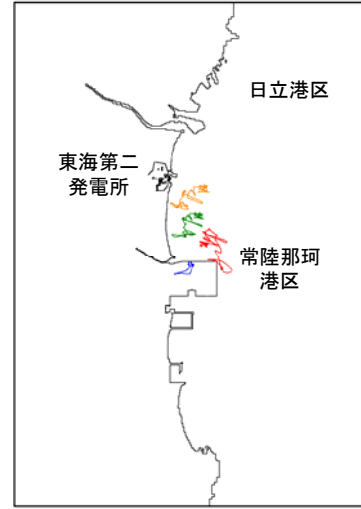 日立港区
東海第二
発電所
常陸那珂
港区